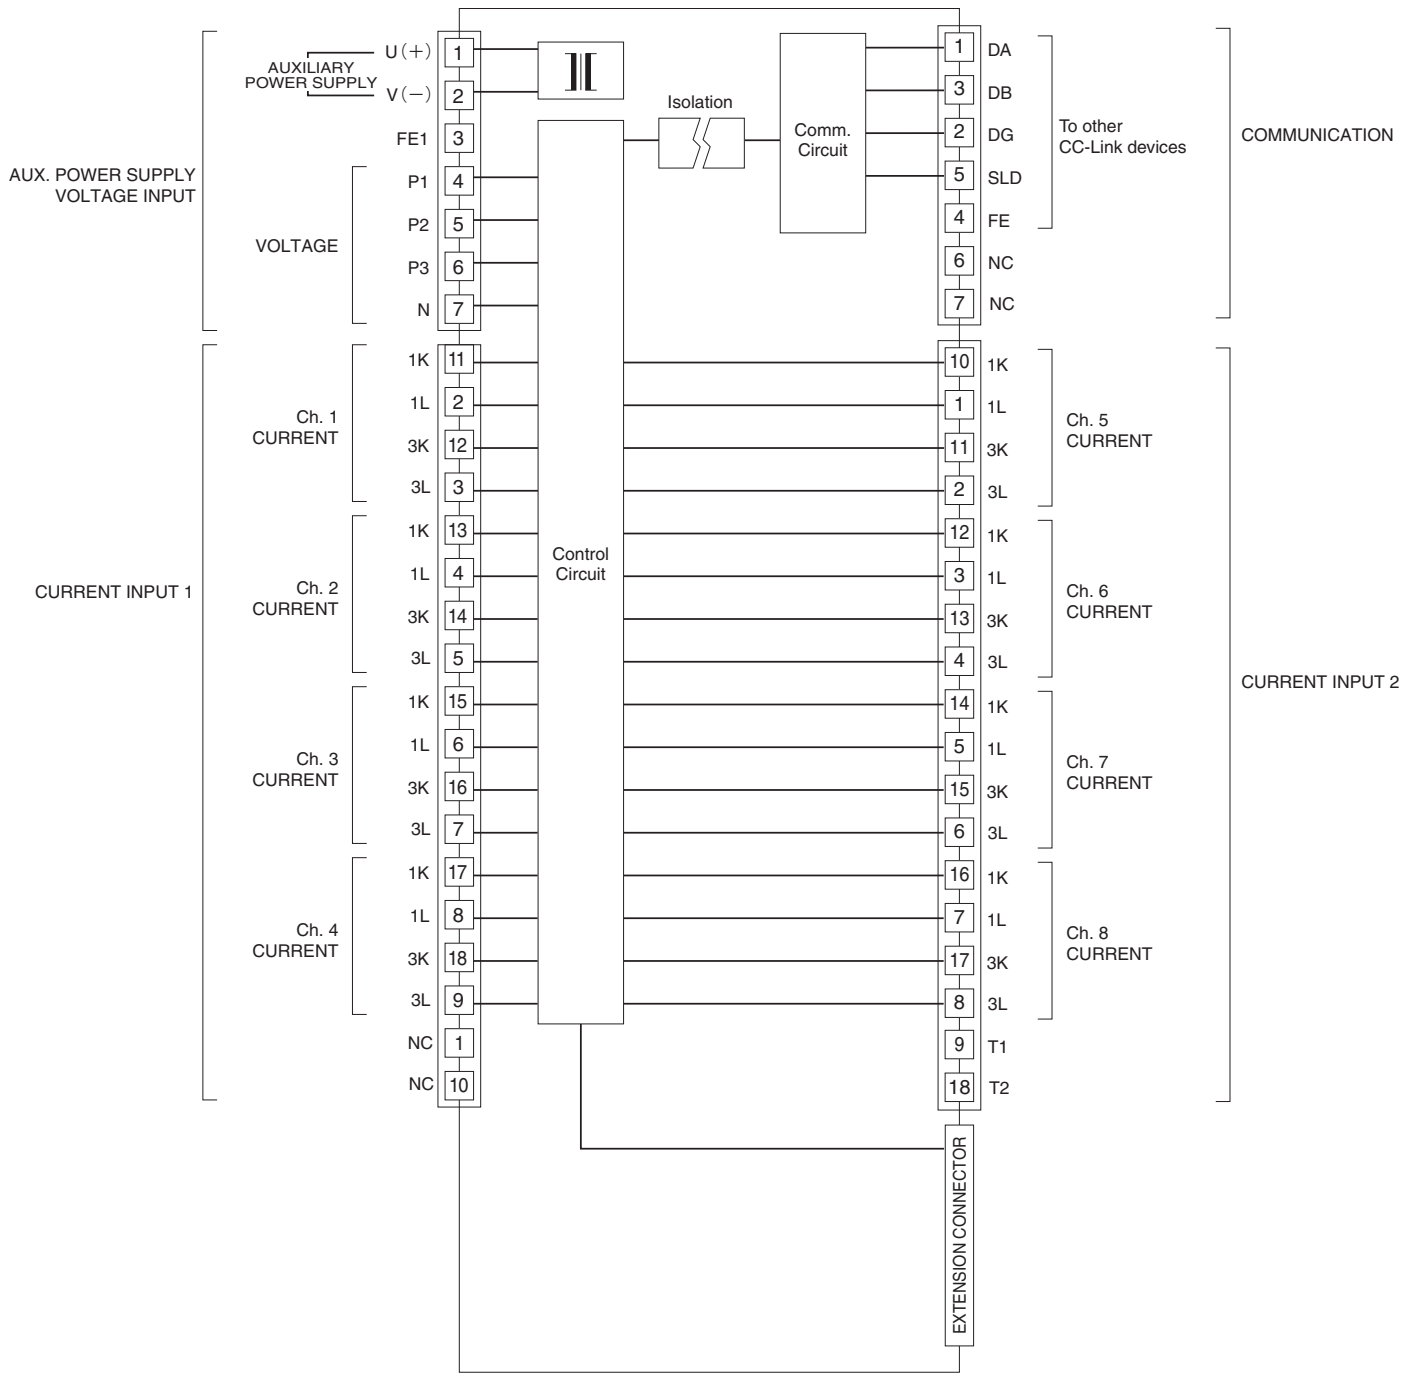 AUX. POWER SUPPLY
VOLTAGE INPUT
AUXILIARY
POWER SUPPLY
U(+) 1
V(−) 2
FE1 3
VOLTAGE
P1 4
P2 5
P3 6
N 7
CURRENT INPUT 1
Ch. 1
CURRENT
1K 11
1L 2
3K 12
3L 3
Ch. 2
CURRENT
1K 13
1L 4
3K 14
3L 5
Ch. 3
CURRENT
1K 15
1L 6
3K 16
3L 7
Ch. 4
CURRENT
1K 17
1L 8
3K 18
3L 9
NC 1
NC 10
Control
Circuit
Isolation
Comm.
Circuit
1 DA
3 DB
2 DG
5 SLD
4 FE
6 NC
7 NC
To other
CC-Link devices
COMMUNICATION
10 1K
1 1L
11 3K
2 3L
Ch. 5
CURRENT
12 1K
3 1L
13 3K
4 3L
Ch. 6
CURRENT
14 1K
5 1L
15 3K
6 3L
Ch. 7
CURRENT
16 1K
7 1L
17 3K
8 3L
Ch. 8
CURRENT
9 T1
18 T2
CURRENT INPUT 2
EXTENSION CONNECTOR